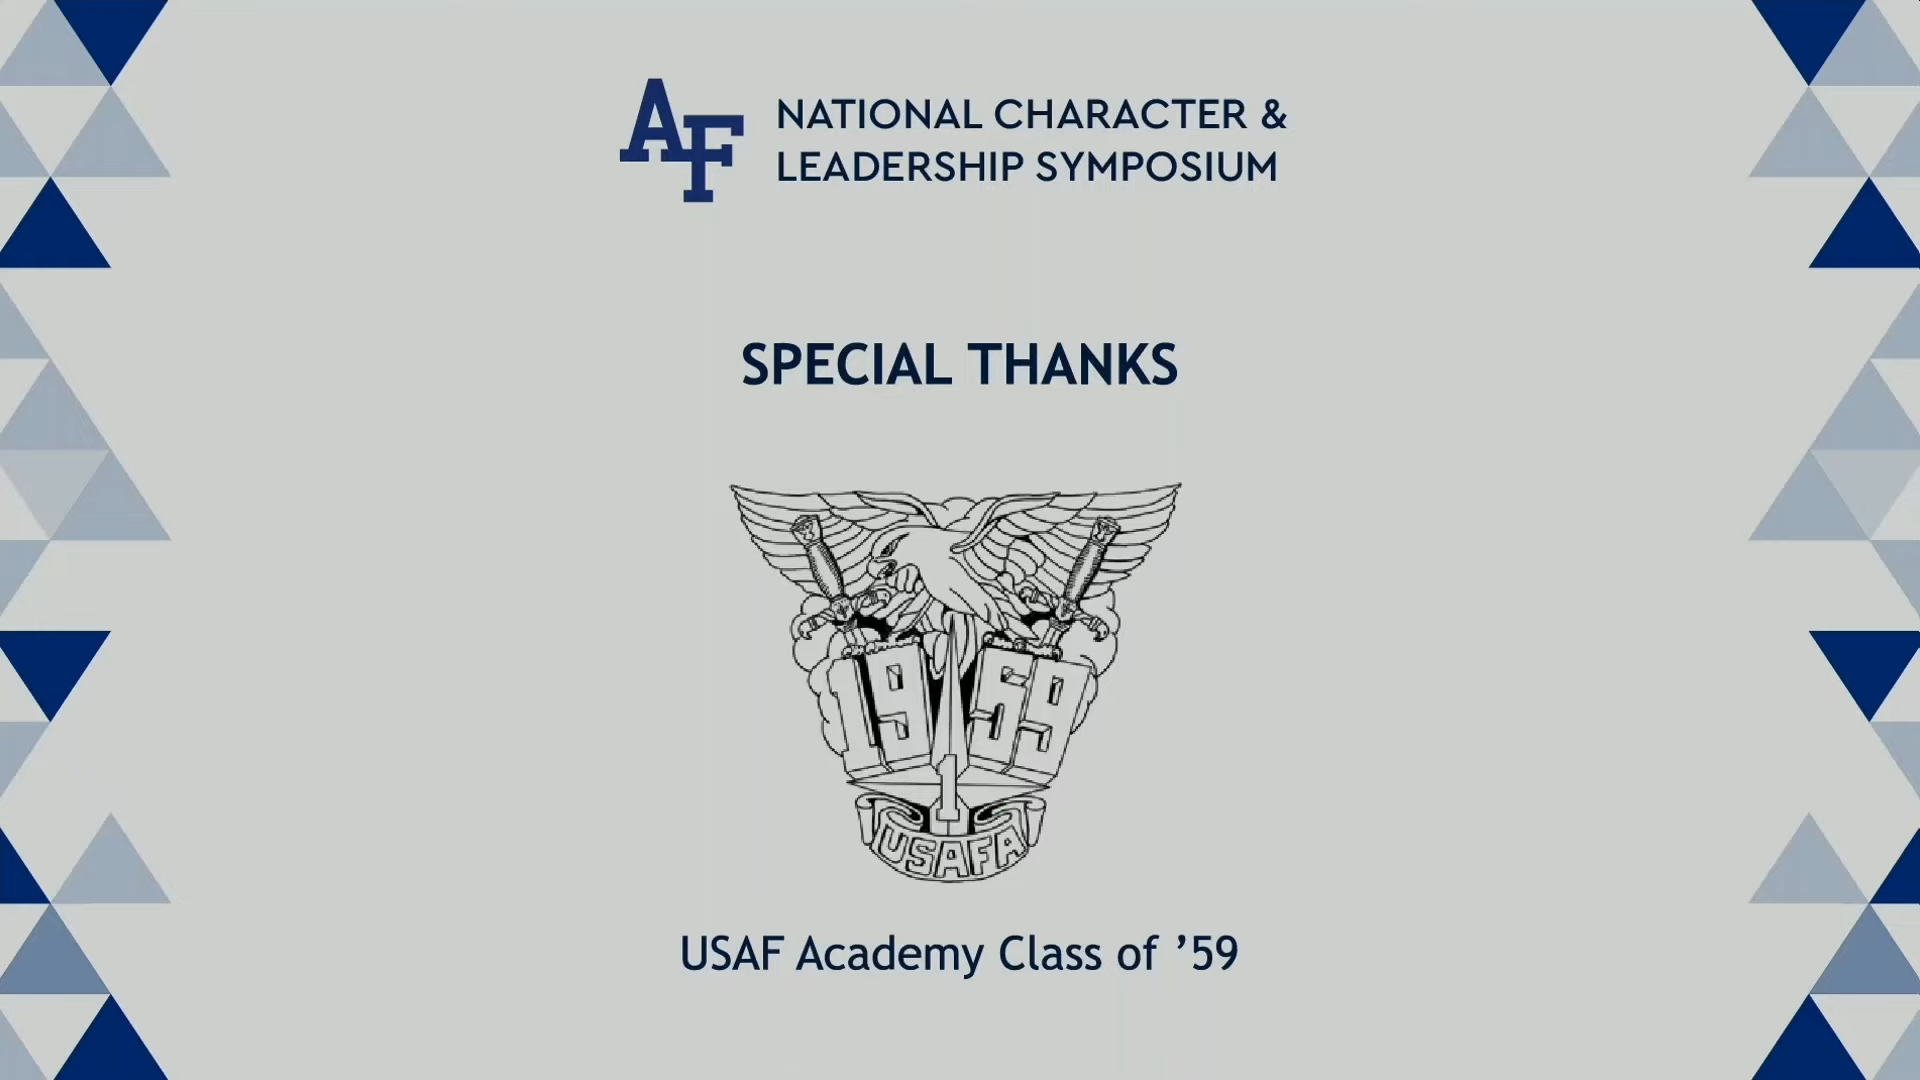 AF
NATIONAL CHARACTER &
LEADERSHIP SYMPOSIUM
SPECIAL THANKS
1959
1
USAFA
USAF Academy Class of ’59